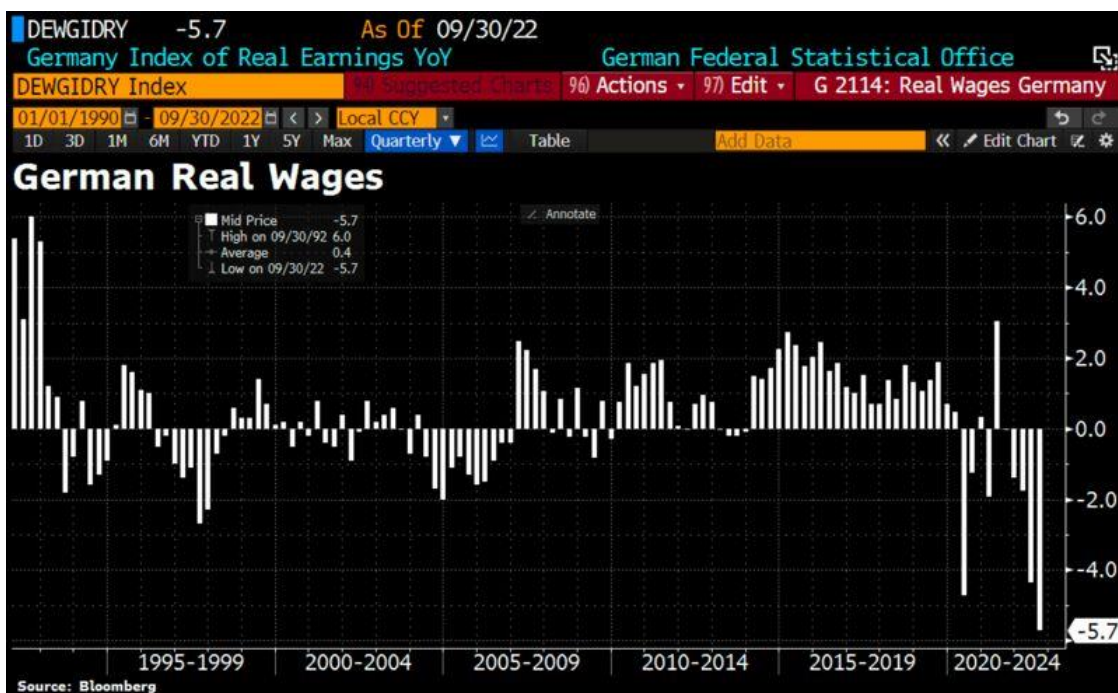 DEWGIDRY -5.7 As Of 09/30/22
Germany Index of Real Earnings YoY German Federal Statistical Office
DEWGIDRY Index 94) Suggested Charts 96) Actions 97) Edit G 2114: Real Wages Germany
01/01/1990 - 09/30/2022 < > Local CCY
1D 3D 1M 6M YTD 1Y 5Y Max Quarterly ▼ Table Add Data « Edit Chart
German Real Wages
Mid Price -5.7
High on 09/30/92 6.0
Average 0.4
Low on 09/30/22 -5.7
Annotate
6.0
4.0
2.0
0.0
-2.0
-4.0
-5.7
1995-1999 2000-2004 2005-2009 2010-2014 2015-2019 2020-2024
Source: Bloomberg